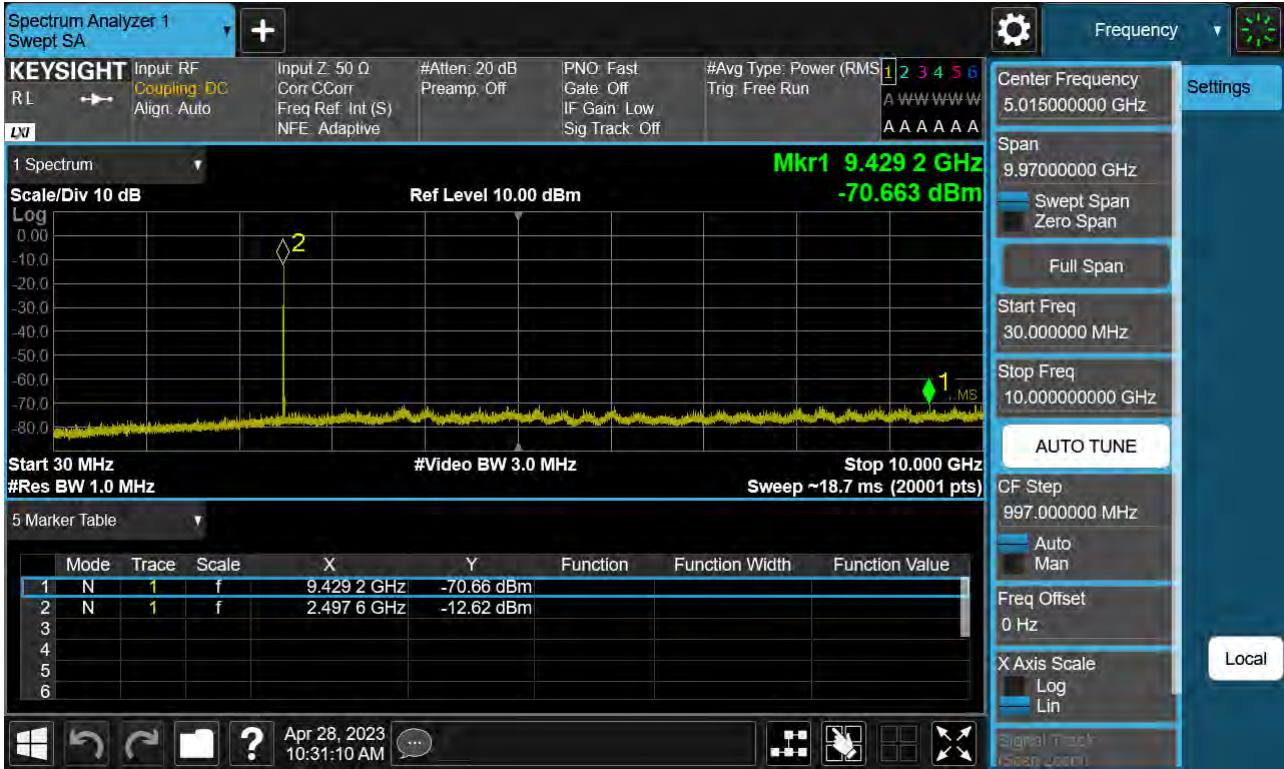 Spectrum Analyzer 1
Swept SA
+
Frequency
KEYSIGHT
RL
LXI
Input: RF
Coupling: DC
Align: Auto
Input Z: 50 Ω
Corr CCorr
Freq Ref: Int (S)
NFE: Adaptive
#Atten: 20 dB
Preamp: Off
PNO: Fast
Gate: Off
IF Gain: Low
Sig Track: Off
#Avg Type: Power (RMS
Trig: Free Run
1 2 3 4 5 6
A W W W W W
A A A A A A
1 Spectrum
Mkr1 9.429 2 GHz
Scale/Div 10 dB
Ref Level 10.00 dBm
-70.663 dBm
Log
0.00
-10.0
-20.0
-30.0
-40.0
-50.0
-60.0
-70.0
-80.0
2
1
Start 30 MHz
#Video BW 3.0 MHz
Stop 10.000 GHz
#Res BW 1.0 MHz
Sweep ~18.7 ms (20001 pts)
5 Marker Table
Mode Trace Scale X Y Function Function Width Function Value
1 N 1 f 9.429 2 GHz -70.66 dBm
2 N 1 f 2.497 6 GHz -12.62 dBm
3
4
5
6
?
Apr 28, 2023
10:31:10 AM
Center Frequency
5.015000000 GHz
Span
9.97000000 GHz
Swept Span
Zero Span
Full Span
Start Freq
30.000000 MHz
Stop Freq
10.000000000 GHz
AUTO TUNE
CF Step
997.000000 MHz
Auto
Man
Freq Offset
0 Hz
X Axis Scale
Log
Lin
Signal Track
(Span Zoom)
Settings
Local